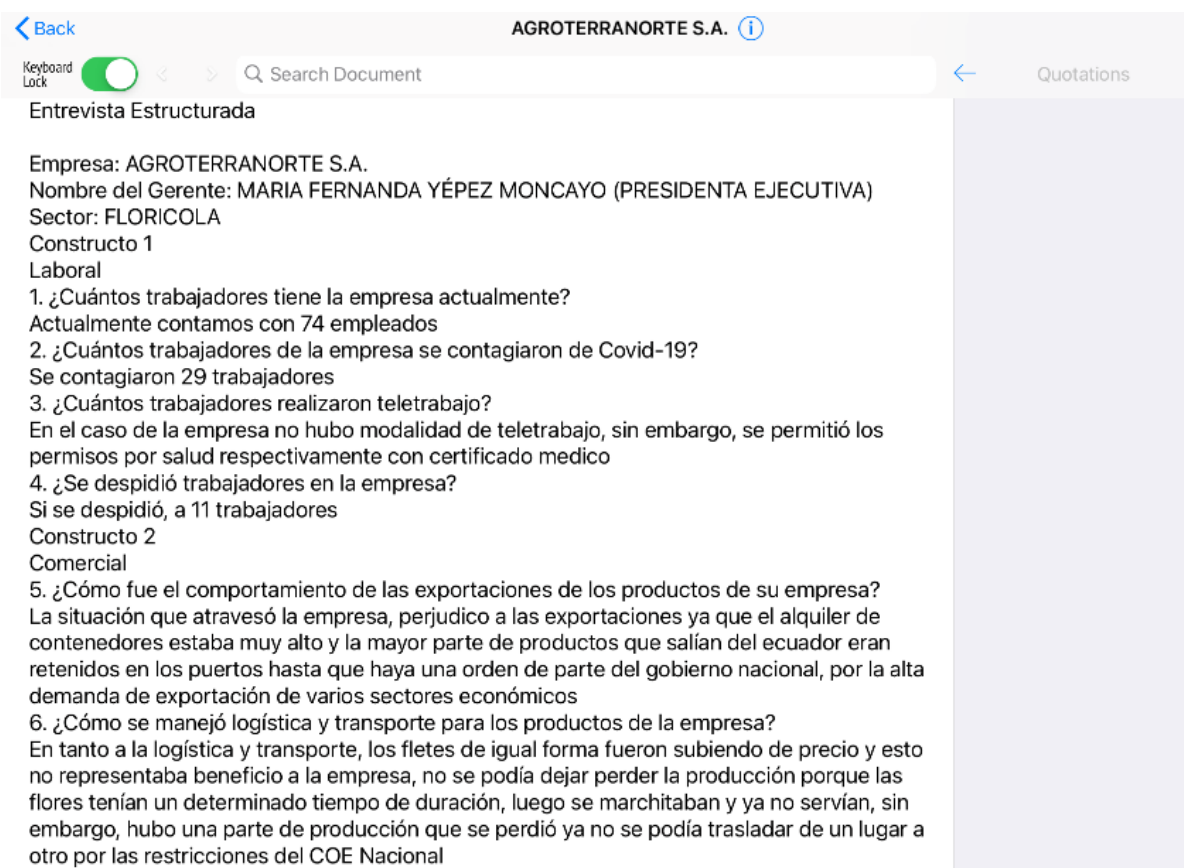 Back
AGROTERRANORTE S.A.
Keyboard
Lock
Search Document
Quotations
Entrevista Estructurada
Empresa: AGROTERRANORTE S.A.
Nombre del Gerente: MARIA FERNANDA YÉPEZ MONCAYO (PRESIDENTA EJECUTIVA)
Sector: FLORICOLA
Constructo 1
Laboral
1. ¿Cuántos trabajadores tiene la empresa actualmente?
Actualmente contamos con 74 empleados
2. ¿Cuántos trabajadores de la empresa se contagiaron de Covid-19?
Se contagiaron 29 trabajadores
3. ¿Cuántos trabajadores realizaron teletrabajo?
En el caso de la empresa no hubo modalidad de teletrabajo, sin embargo, se permitió los
permisos por salud respectivamente con certificado medico
4. ¿Se despidió trabajadores en la empresa?
Si se despidió, a 11 trabajadores
Constructo 2
Comercial
5. ¿Cómo fue el comportamiento de las exportaciones de los productos de su empresa?
La situación que atravesó la empresa, perjudico a las exportaciones ya que el alquiler de
contenedores estaba muy alto y la mayor parte de productos que salían del ecuador eran
retenidos en los puertos hasta que haya una orden de parte del gobierno nacional, por la alta
demanda de exportación de varios sectores económicos
6. ¿Cómo se manejó logística y transporte para los productos de la empresa?
En tanto a la logística y transporte, los fletes de igual forma fueron subiendo de precio y esto
no representaba beneficio a la empresa, no se podía dejar perder la producción porque las
flores tenían un determinado tiempo de duración, luego se marchitaban y ya no servían, sin
embargo, hubo una parte de producción que se perdió ya no se podía trasladar de un lugar a
otro por las restricciones del COE Nacional